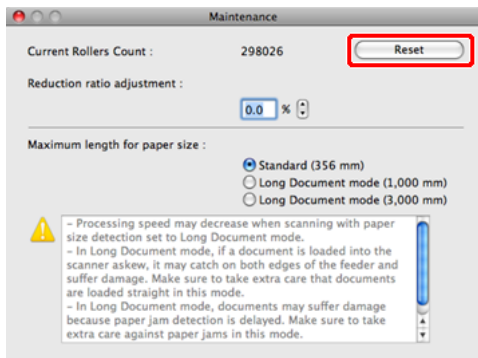 Maintenance
Current Rollers Count : 298026 Reset
Reduction ratio adjustment :
0.0 %
Maximum length for paper size :
Standard (356 mm)
Long Document mode (1,000 mm)
Long Document mode (3,000 mm)
– Processing speed may decrease when scanning with paper
size detection set to Long Document mode.
– In Long Document mode, if a document is loaded into the
scanner askew, it may catch on both edges of the feeder and
suffer damage. Make sure to take extra care that documents
are loaded straight in this mode.
– In Long Document mode, documents may suffer damage
because paper jam detection is delayed. Make sure to take
extra care against paper jams in this mode.